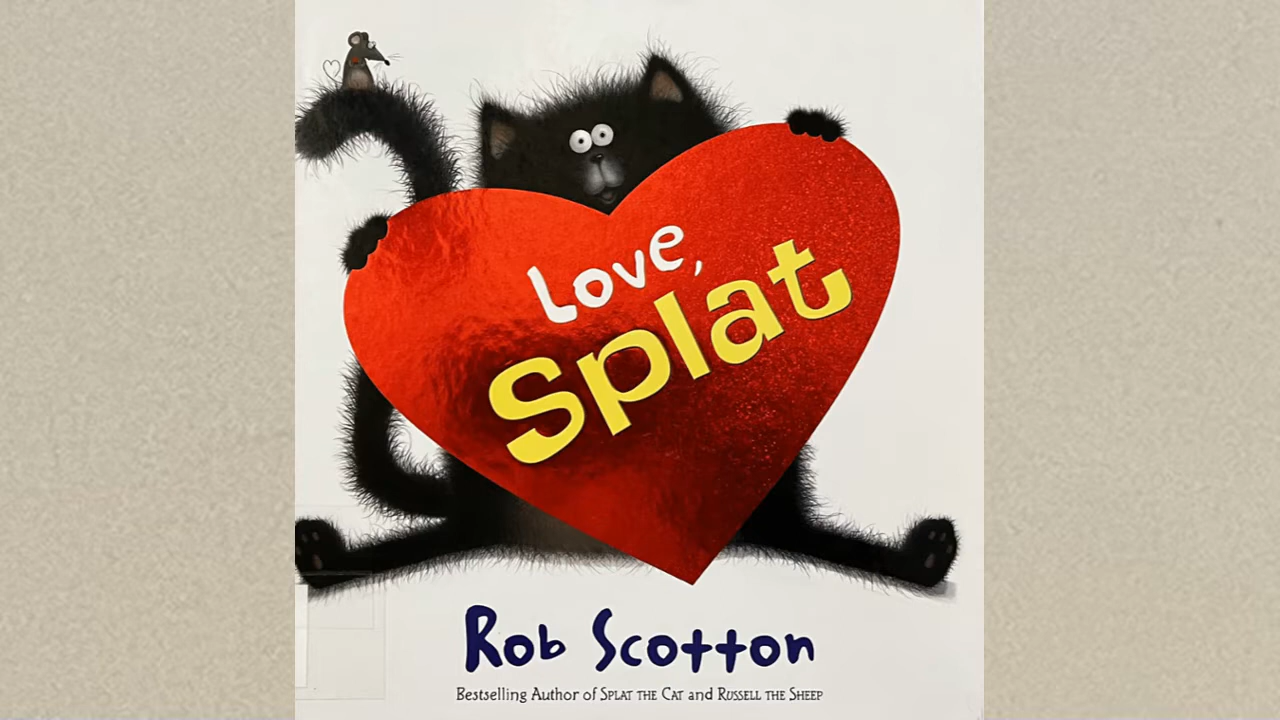 Love,
Splat
Rob Scotton
Bestselling Author of SPLAT THE CAT and RUSSELL THE SHEEP